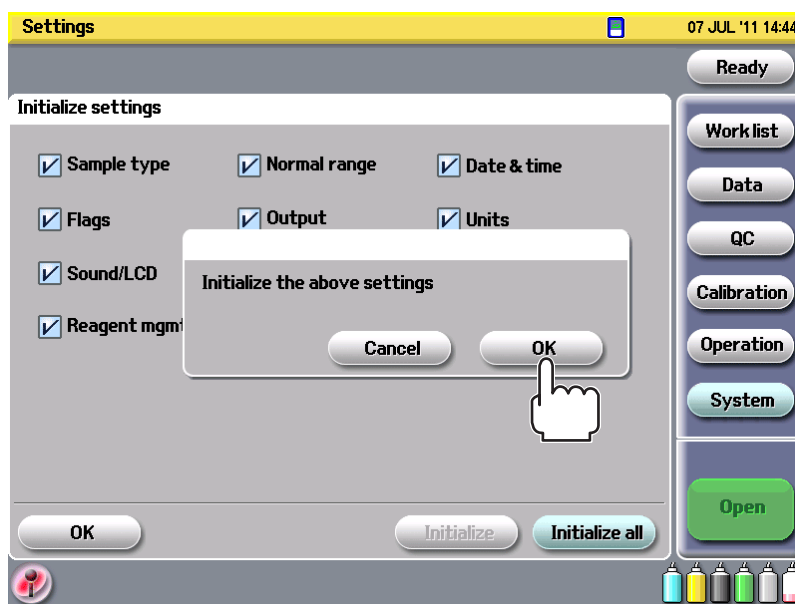 Settings
07 JUL '11 14:44
Ready
Initialize settings
Work list
Sample type
Normal range
Date & time
Data
Flags
Output
Units
QC
Sound/LCD
Initialize the above settings
Calibration
Reagent mgmt
Cancel
OK
Operation
System
Open
OK
Initialize
Initialize all